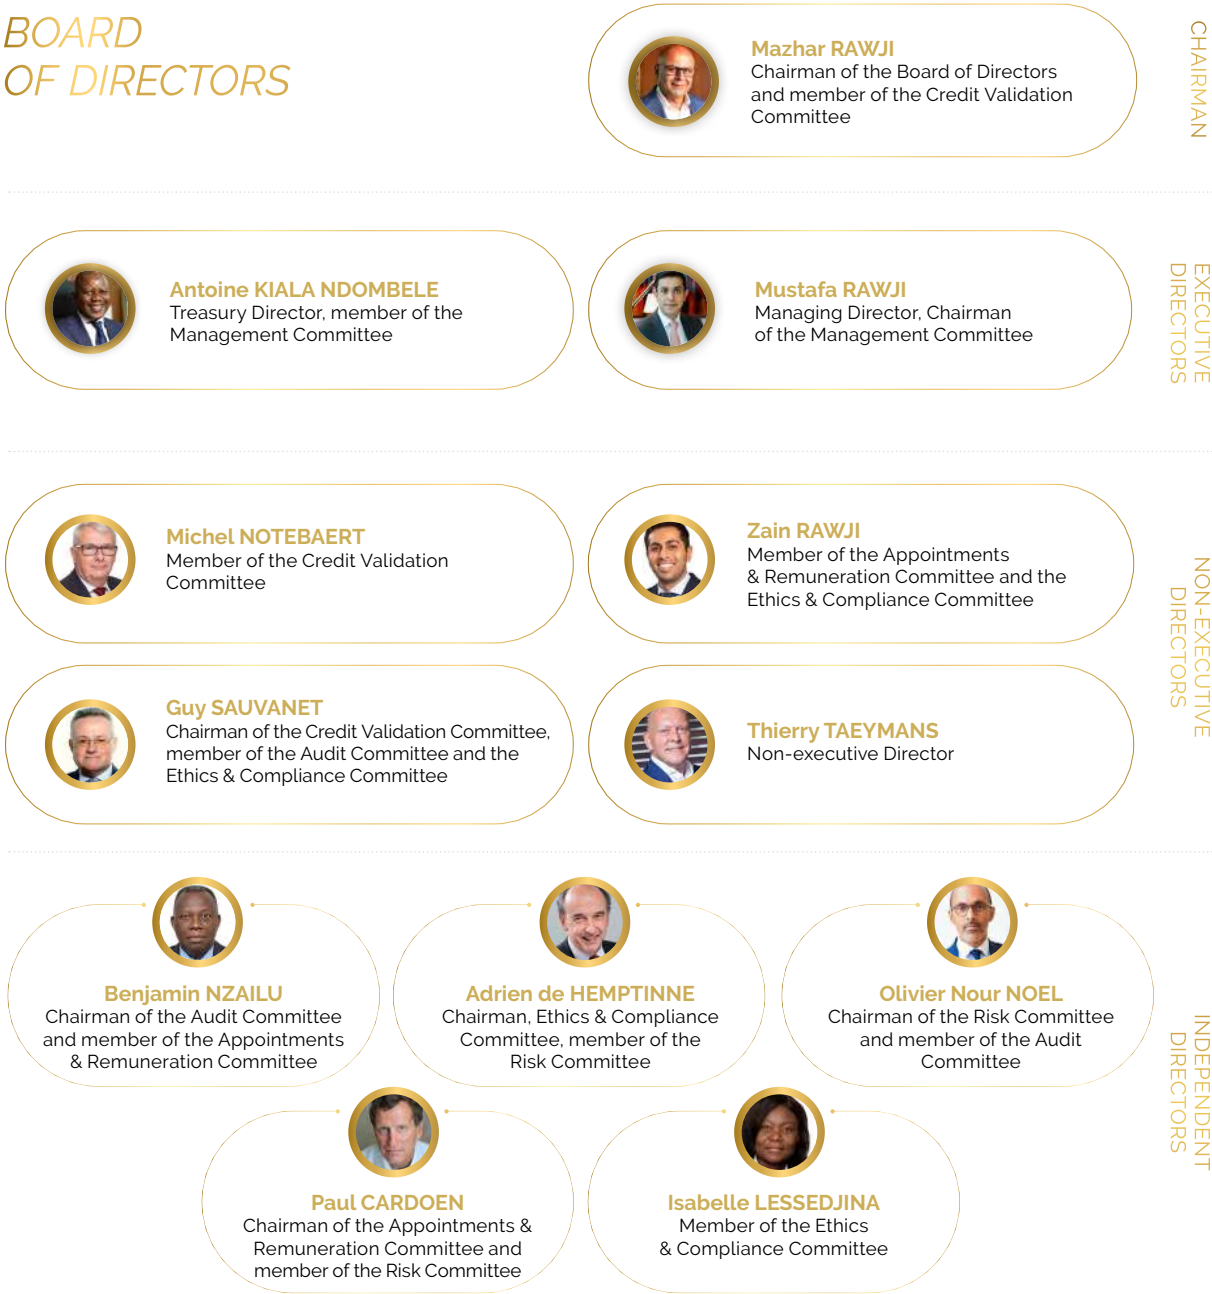 BOARD
OF DIRECTORS
CHAIRMAN
Mazhar RAWJI
Chairman of the Board of Directors
and member of the Credit Validation
Committee
EXECUTIVE
DIRECTORS
Antoine KIALA NDOMBELE
Treasury Director, member of the
Management Committee
Mustafa RAWJI
Managing Director, Chairman
of the Management Committee
NON-EXECUTIVE
DIRECTORS
Michel NOTEBAERT
Member of the Credit Validation
Committee
Zain RAWJI
Member of the Appointments
& Remuneration Committee and the
Ethics & Compliance Committee
Guy SAUVANET
Chairman of the Credit Validation Committee,
member of the Audit Committee and the
Ethics & Compliance Committee
Thierry TAEYMANS
Non-executive Director
INDEPENDENT
DIRECTORS
Benjamin NZAILU
Chairman of the Audit Committee
and member of the Appointments
& Remuneration Committee
Adrien de HEMPTINNE
Chairman, Ethics & Compliance
Committee, member of the
Risk Committee
Olivier Nour NOEL
Chairman of the Risk Committee
and member of the Audit
Committee
Paul CARDOEN
Chairman of the Appointments &
Remuneration Committee and
member of the Risk Committee
Isabelle LESSEDJINA
Member of the Ethics
& Compliance Committee